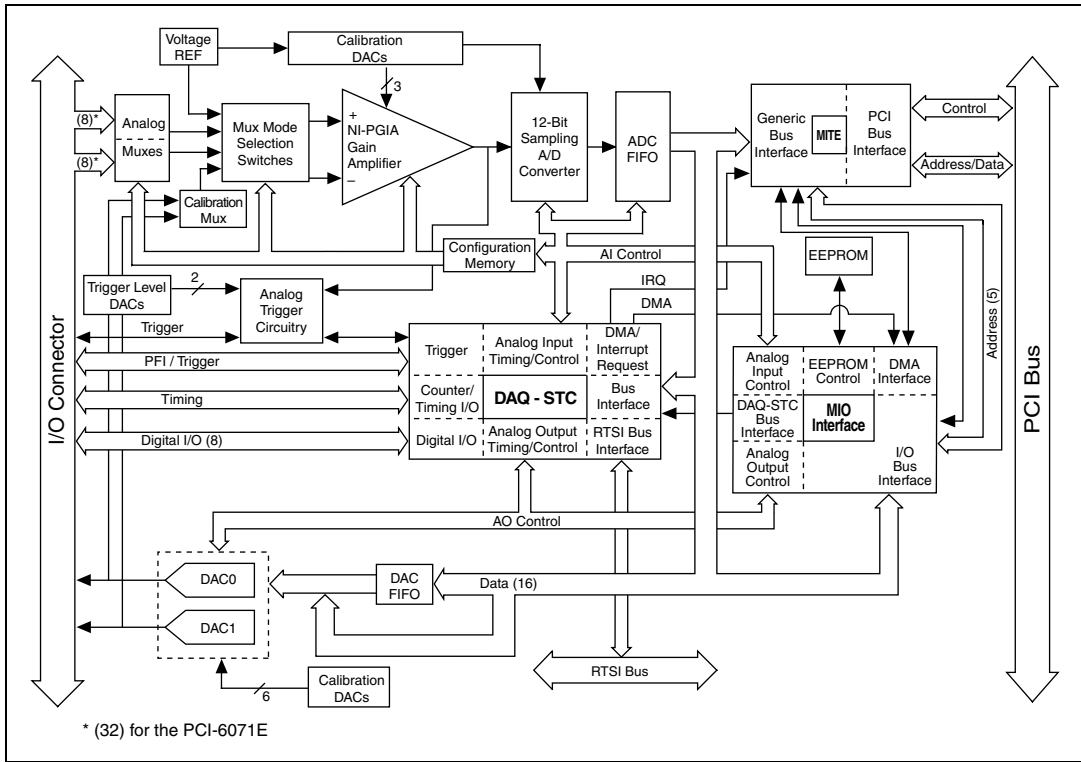 Voltage
REF
Calibration
DACs
3
(8)*
(8)*
Analog
Muxes
Mux Mode
Selection
Switches
+
NI-PGIA
Gain
Amplifier
–
12-Bit
Sampling
A/D
Converter
ADC
FIFO
Generic
Bus
Interface
MITE
PCI
Bus
Interface
Control
Address/Data
Calibration
Mux
Configuration
Memory
AI Control
EEPROM
IRQ
DMA
Address (5)
Trigger Level
DACs
2
Analog
Trigger
Circuitry
Trigger
PFI / Trigger
Timing
Digital I/O (8)
I/O Connector
PCI Bus
Trigger
Analog Input
Timing/Control
DMA/
Interrupt
Request
Counter/
Timing I/O
DAQ - STC
Bus
Interface
Digital I/O
Analog Output
Timing/Control
RTSI Bus
Interface
Analog
Input
Control
EEPROM
Control
DMA
Interface
DAQ-STC
Bus
Interface
MIO
Interface
Analog
Output
Control
I/O
Bus
Interface
AO Control
DAC0
DAC1
DAC
FIFO
Data (16)
6
Calibration
DACs
RTSI Bus
* (32) for the PCI-6071E